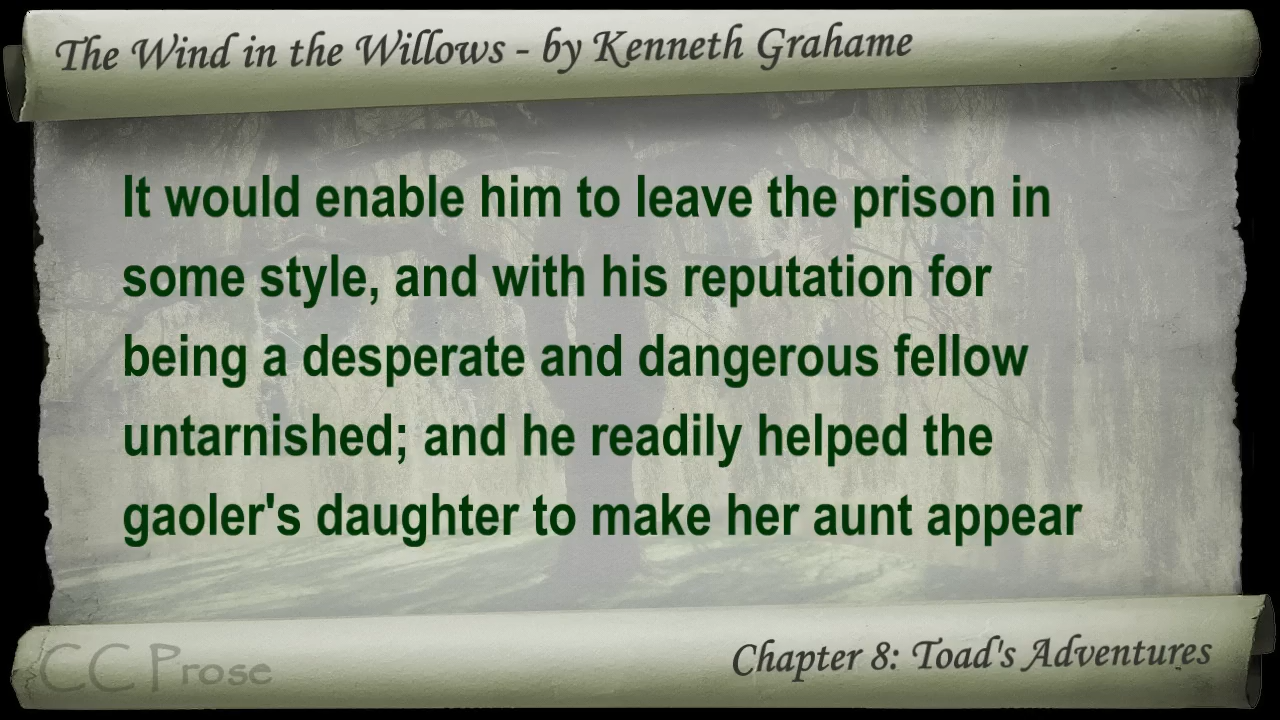 The Wind in the Willows - by Kenneth Grahame
It would enable him to leave the prison in
some style, and with his reputation for
being a desperate and dangerous fellow
untarnished; and he readily helped the
gaoler's daughter to make her aunt appear
CC Prose
Chapter 8: Toad's Adventures